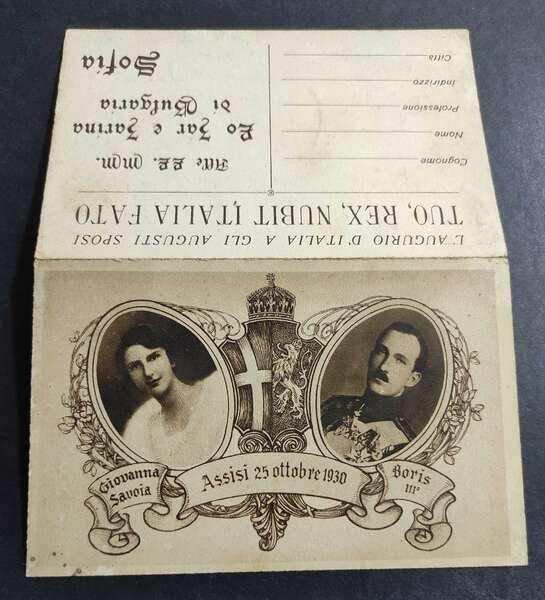 L'AUGURIO D'ITALIA A GLI AUGUSTI SPOSI
TUO, REX, NUBIT ITALIA FATO
Cognome
Nome
Professione
Indirizzo
Città
Alle LL. MM.
Lo Zar e Zarina
di Bulgaria
Sofia
Giovanna
Savoia
Assisi 25 ottobre 1930
Boris
III°